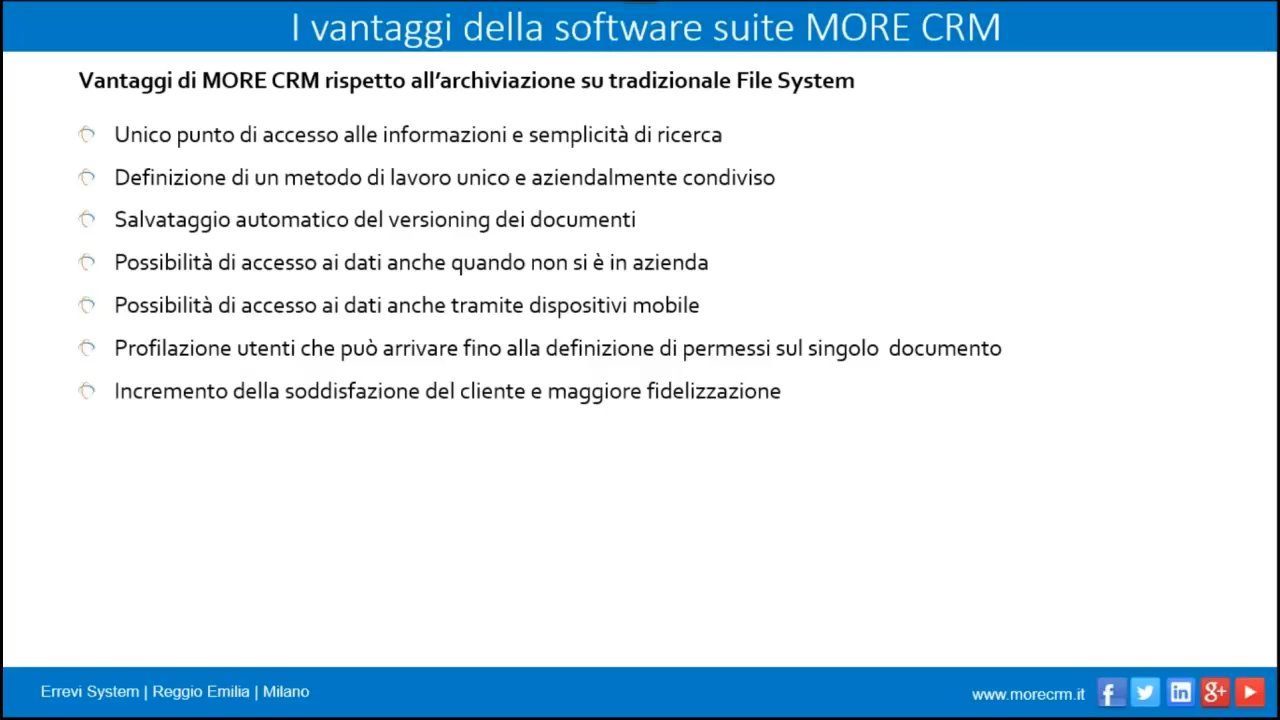 I vantaggi della software suite MORE CRM
Vantaggi di MORE CRM rispetto all'archiviazione su tradizionale File System
Unico punto di accesso alle informazioni e semplicità di ricerca
Definizione di un metodo di lavoro unico e aziendalmente condiviso
Salvataggio automatico del versioning dei documenti
Possibilità di accesso ai dati anche quando non si è in azienda
Possibilità di accesso ai dati anche tramite dispositivi mobile
Profilazione utenti che può arrivare fino alla definizione di permessi sul singolo documento
Incremento della soddisfazione del cliente e maggiore fidelizzazione
Errevi System | Reggio Emilia | Milano
www.morecrm.it f in g+